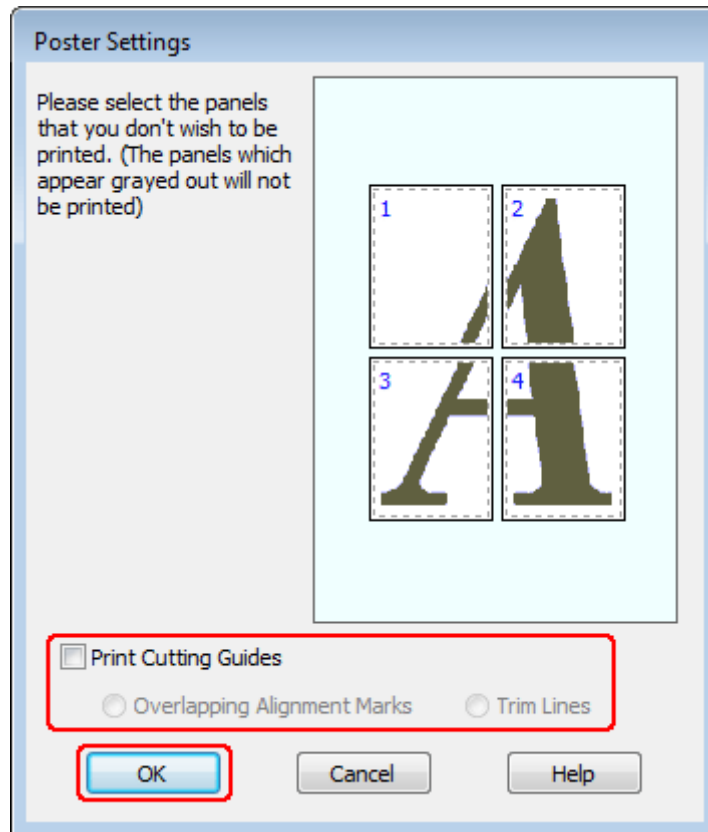 Poster Settings
Please select the panels
that you don't wish to be
printed. (The panels which
appear grayed out will not
be printed)
1 2
3 4
Print Cutting Guides
Overlapping Alignment Marks Trim Lines
OK Cancel Help